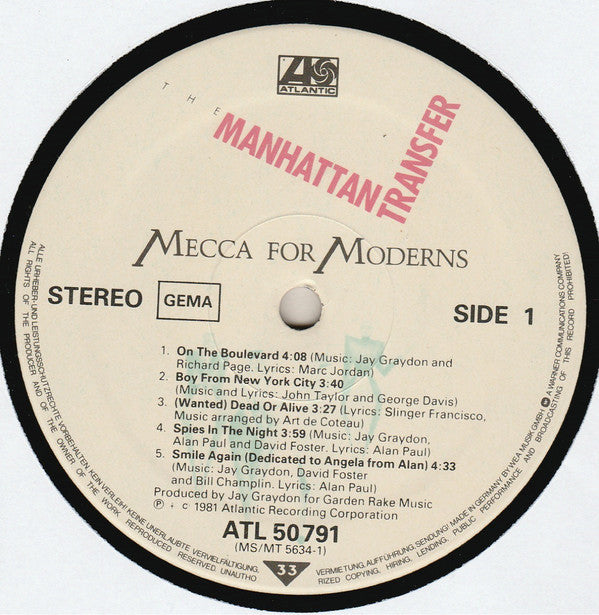 ATLANTIC
THE
MANHATTAN
TRANSFER
MECCA FOR MODERNS
STEREO
GEMA
SIDE 1
1. On The Boulevard 4:08 (Music: Jay Graydon and
Richard Page. Lyrics: Marc Jordan)
2. Boy From New York City 3:40
(Music and Lyrics: John Taylor and George Davis)
3. (Wanted) Dead Or Alive 3:27 (Lyrics: Slinger Francisco,
Music arranged by Art de Coteau)
4. Spies In The Night 3:59 (Music: Jay Graydon,
Alan Paul and David Foster. Lyrics: Alan Paul)
5. Smile Again (Dedicated to Angela from Alan) 4:33
(Music: Jay Graydon, David Foster
and Bill Champlin. Lyrics: Alan Paul)
Produced by Jay Graydon for Garden Rake Music
℗ + c 1981 Atlantic Recording Corporation
ATL 50791
(MS/MT 5634-1)
33
ALLE URHEBER- UND LEISTUNGSSCHUTZRECHTE VORBEHALTEN. KEIN VERLEIH! KEINE UNERLAUBTE VERVIELFÄLTIGUNG,
VERMIETUNG, AUFFÜHRUNG, SENDUNG! MADE IN GERMANY BY WEA MUSIK GMBH A WARNER COMMUNICATIONS COMPANY
ALL RIGHTS OF THE PRODUCER AND OF THE OWNER OF THE WORK REPRODUCED RESERVED. UNAUTHO
RIZED COPYING, HIRING, LENDING, PUBLIC PERFORMANCE AND BROADCASTING OF THIS RECORD PROHIBITED!